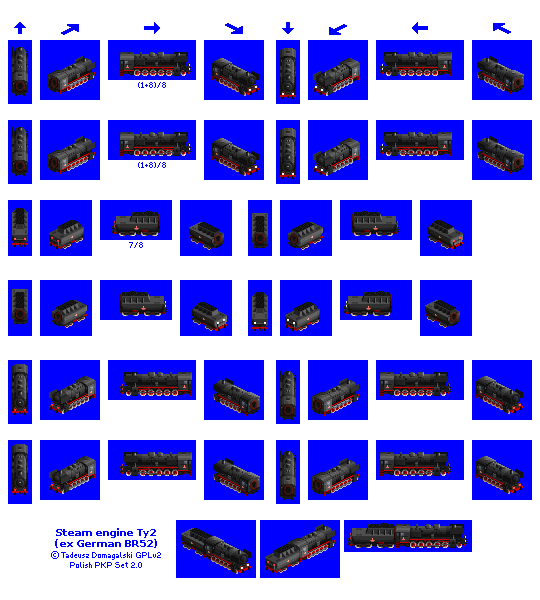 (1+8)/8
(1+8)/8
7/8
Steam engine Ty2
(ex German BR52)
© Tadeusz Domagalski GPLv2
Polish PKP Set 2.0